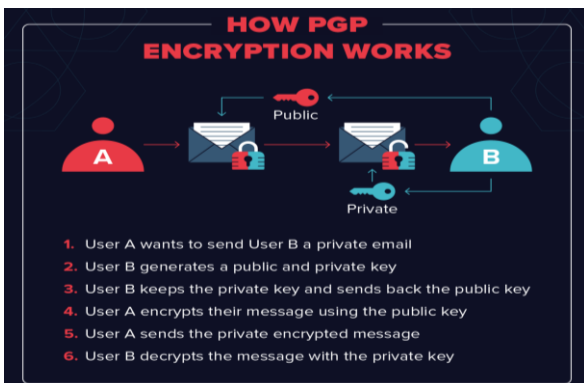 HOW PGP
ENCRYPTION WORKS
Public
A
B
Private
1. User A wants to send User B a private email
2. User B generates a public and private key
3. User B keeps the private key and sends back the public key
4. User A encrypts their message using the public key
5. User A sends the private encrypted message
6. User B decrypts the message with the private key